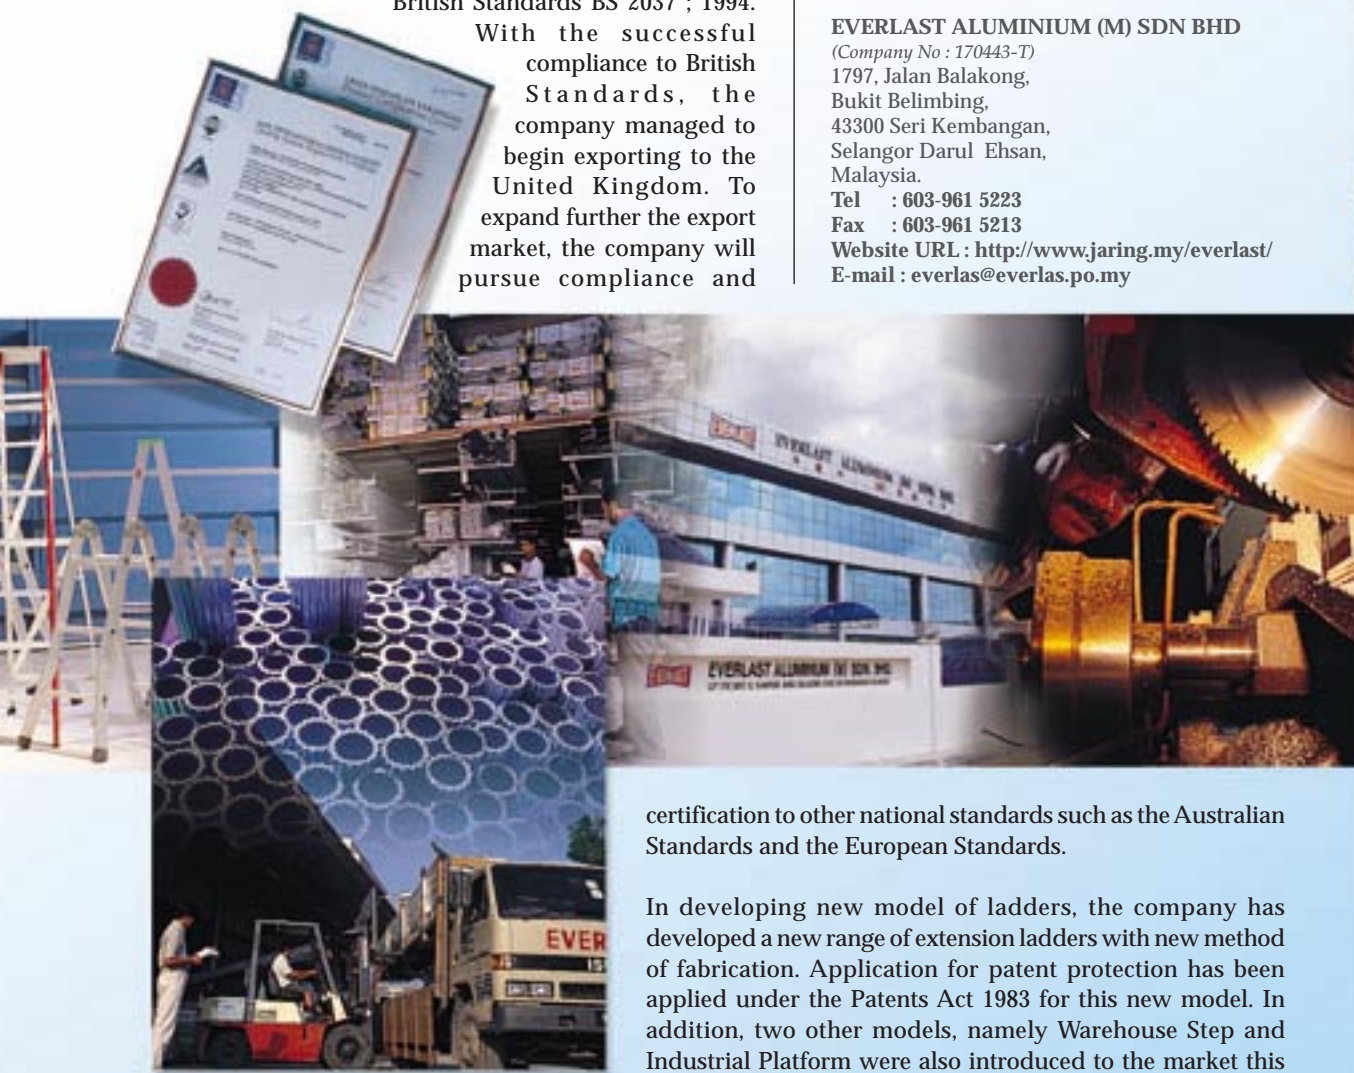 British Standards BS 2037 ; 1994.
With the successful
compliance to British
Standards, the
company managed to
begin exporting to the
United Kingdom. To
expand further the export
market, the company will
pursue compliance and
EVERLAST ALUMINIUM (M) SDN BHD
(Company No : 170443-T)
1797, Jalan Balakong,
Bukit Belimbing,
43300 Seri Kembangan,
Selangor Darul Ehsan,
Malaysia.
Tel : 603-961 5223
Fax : 603-961 5213
Website URL : http://www.jaring.my/everlast/
E-mail : everlas@everlas.po.my
EVERLAST
EVERLAST ALUMINIUM (M) SDN. BHD.
EVERLAST
EVERLAST ALUMINIUM (M) SDN. BHD.
EVER
certification to other national standards such as the Australian
Standards and the European Standards.
In developing new model of ladders, the company has
developed a new range of extension ladders with new method
of fabrication. Application for patent protection has been
applied under the Patents Act 1983 for this new model. In
addition, two other models, namely Warehouse Step and
Industrial Platform were also introduced to the market this